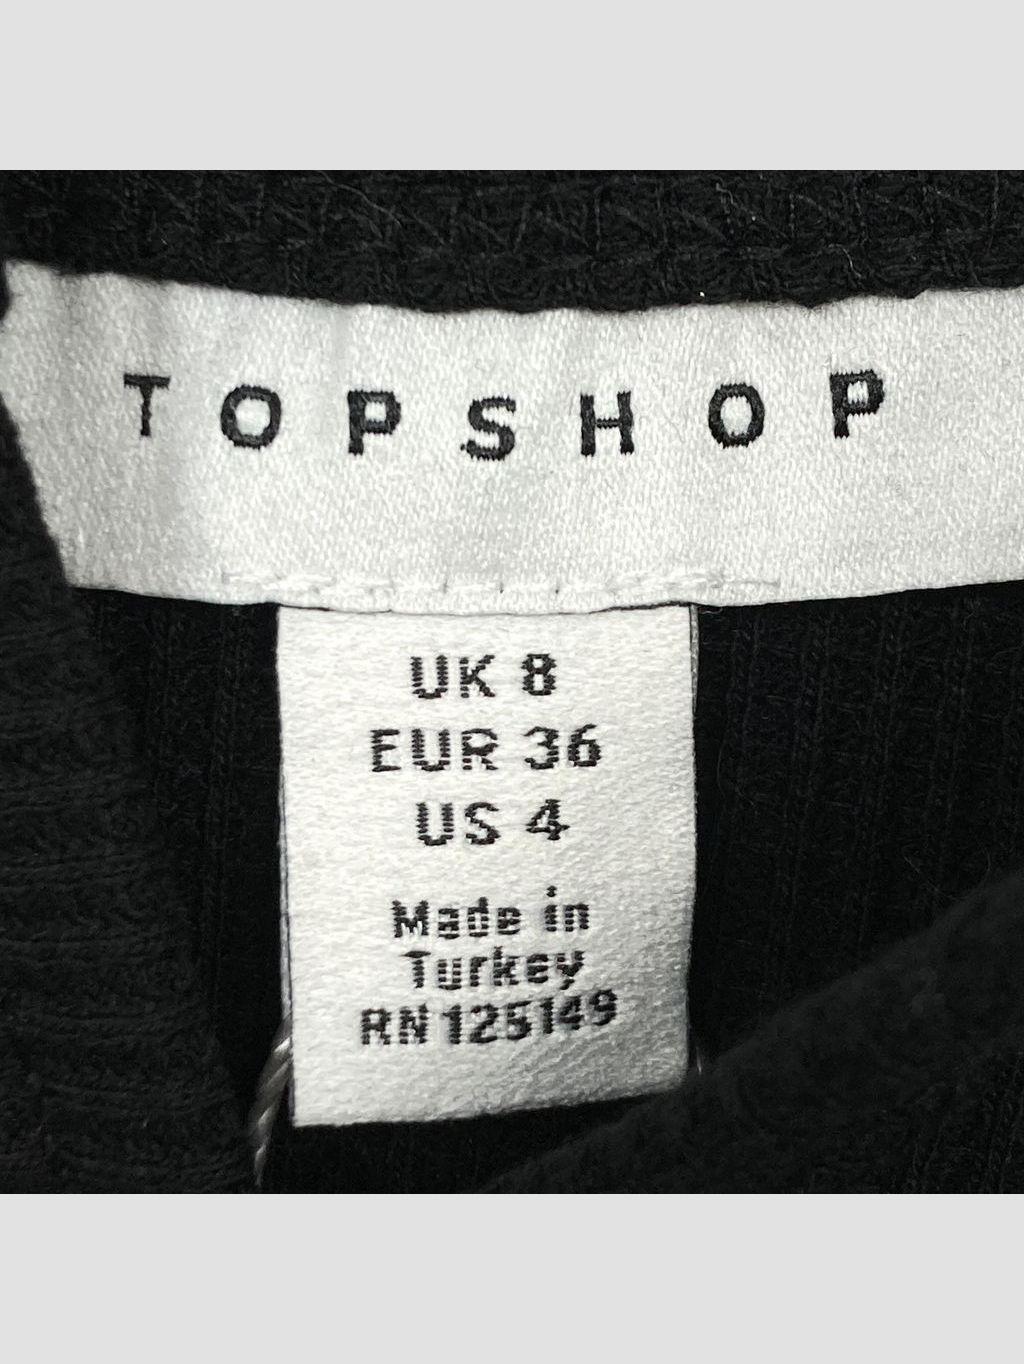 TOPSHOP
UK 8
EUR 36
US 4
Made in
Turkey
RN 125149